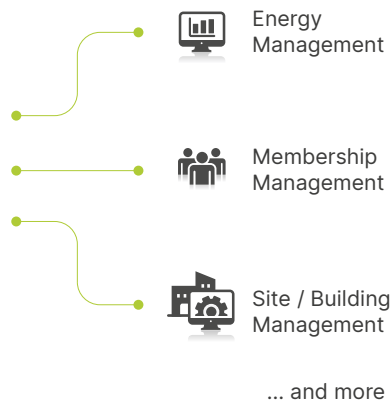 Energy
Management
Membership
Management
Site / Building
Management
... and more